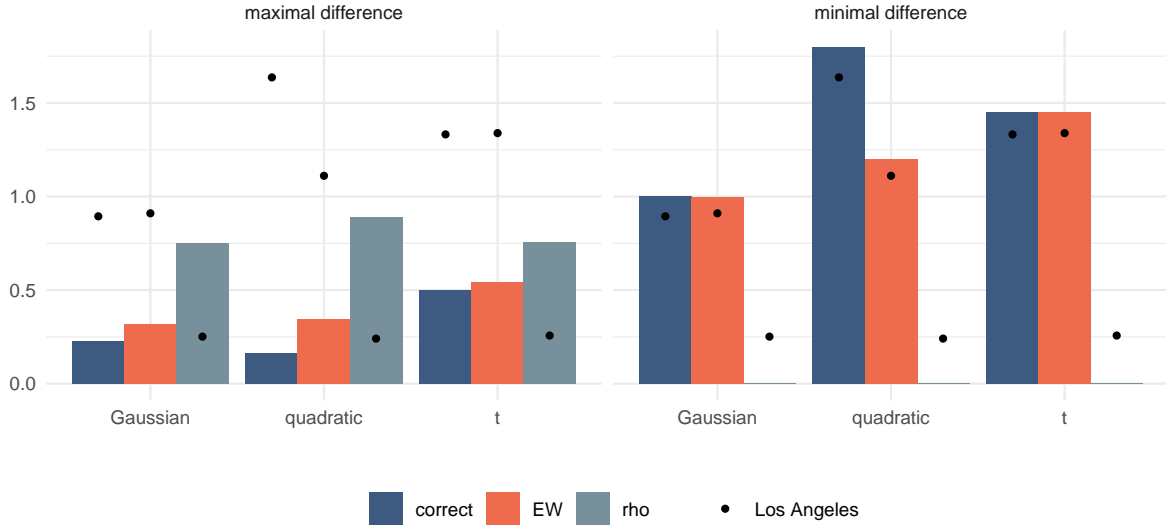 maximal difference
minimal difference
1.5
1.0
0.5
0.0
Gaussian quadratic t
Gaussian quadratic t
correct EW rho Los Angeles